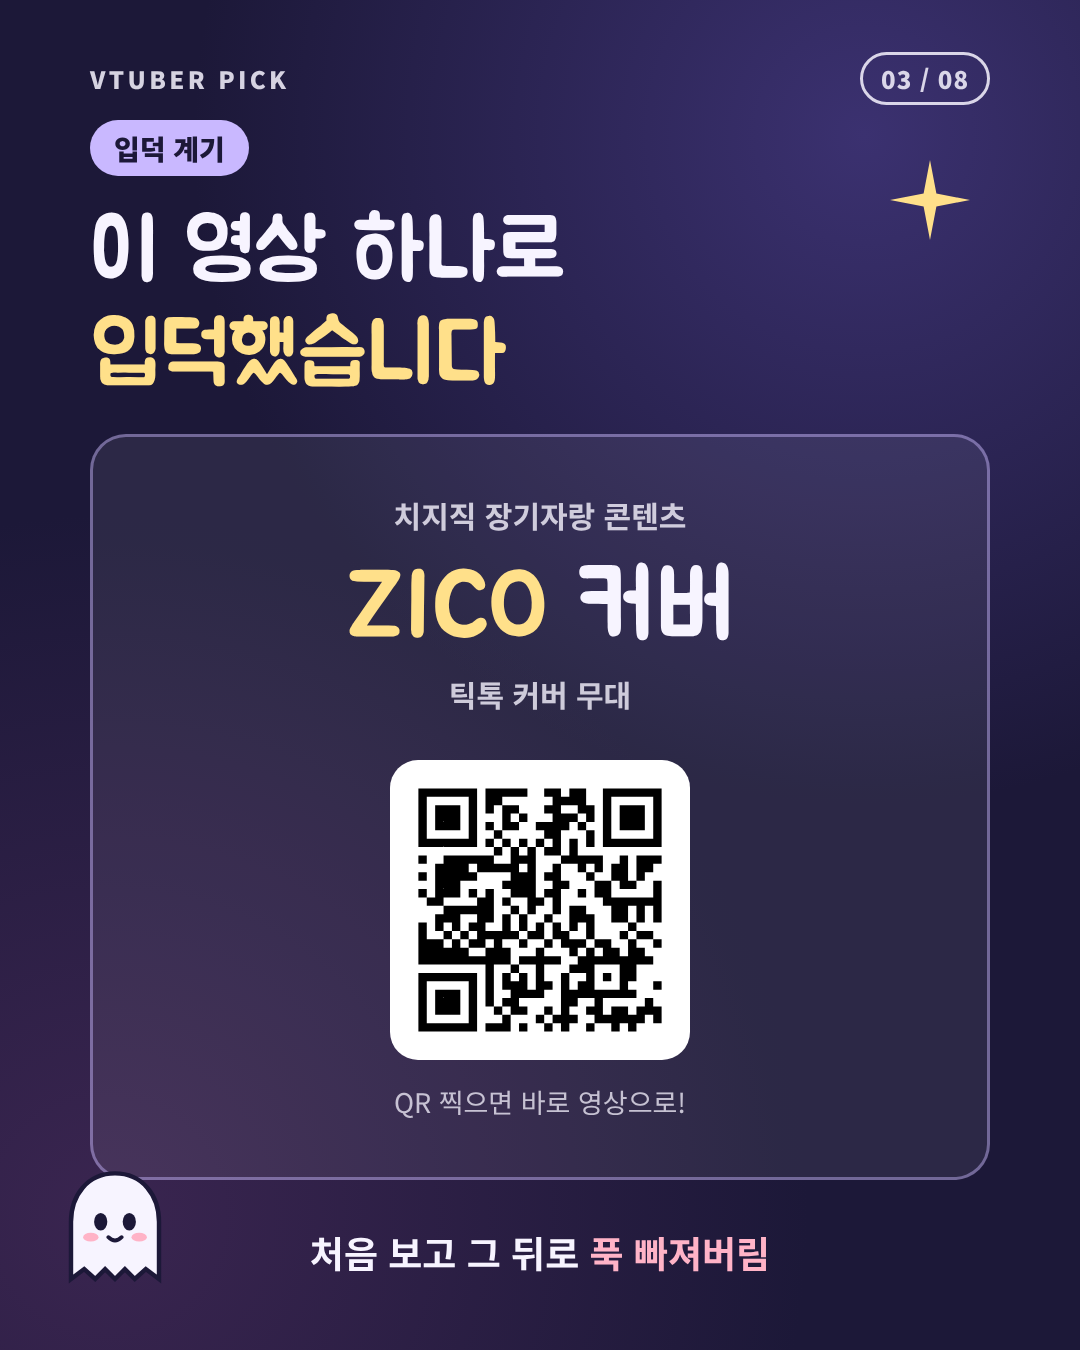 VTUBER PICK
03 / 08
입덕 계기
이 영상 하나로
입덕했습니다
치지직 장기자랑 콘텐츠
ZICO 커버
틱톡 커버 무대
QR 찍으면 바로 영상으로!
처음 보고 그 뒤로 푹 빠져버림